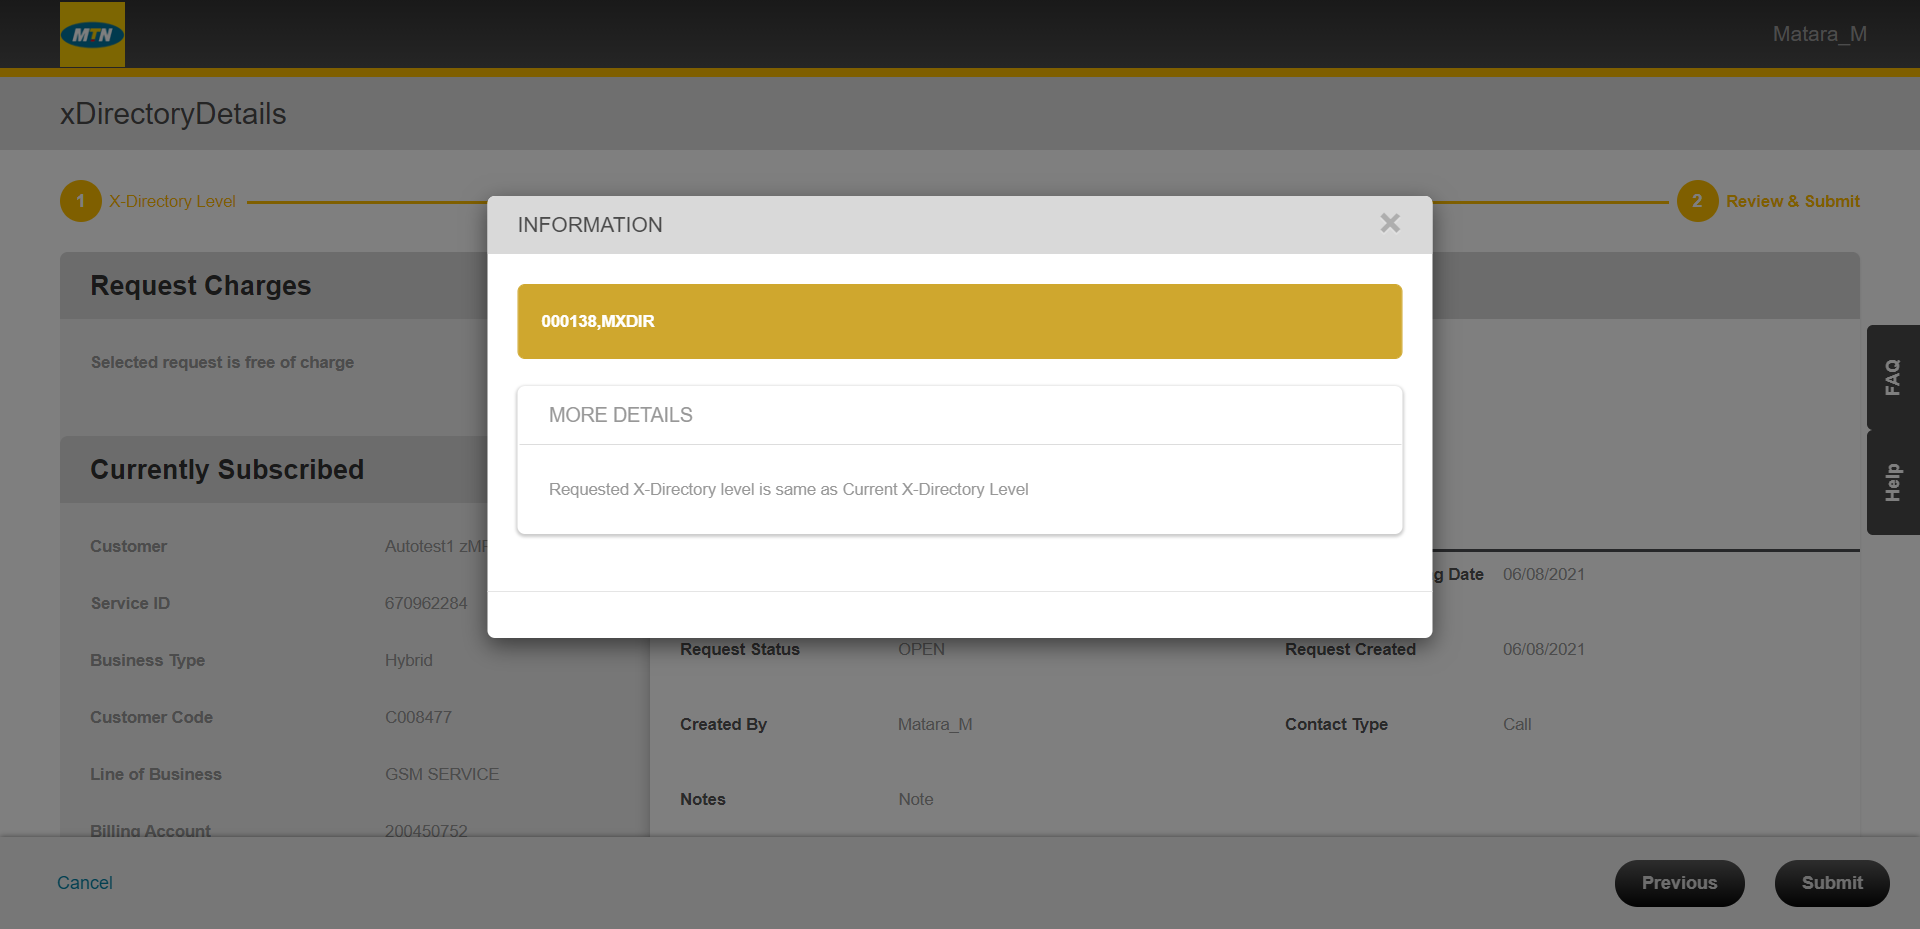 MTN
Matara_M
xDirectoryDetails
1 X-Directory Level
2 Review & Submit
INFORMATION
000138,MXDIR
MORE DETAILS
Requested X-Directory level is same as Current X-Directory Level
Request Charges
Selected request is free of charge
Currently Subscribed
Customer Autotest1
Service ID 670962284
Business Type Hybrid
Customer Code C008477
Line of Business GSM SERVICE
Billing Account 200450752
g Date 06/08/2021
Request Status OPEN
Request Created 06/08/2021
Created By Matara_M
Contact Type Call
Notes Note
FAQ
Help
Cancel
Previous
Submit